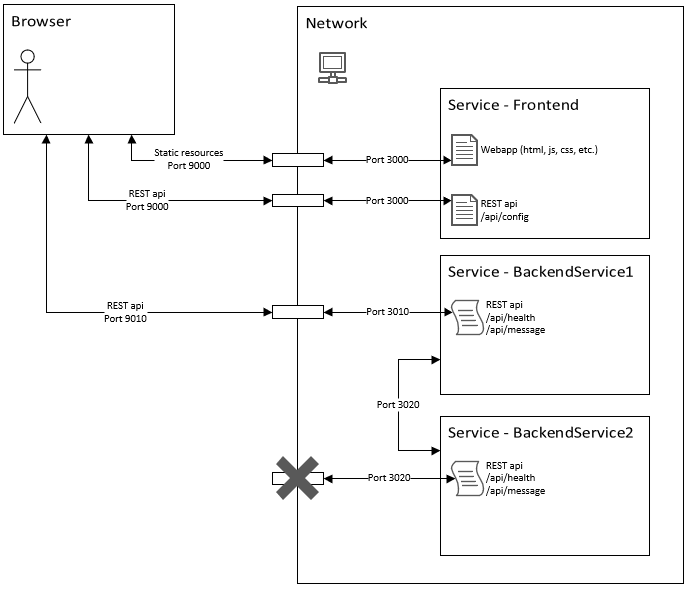 Browser
Network
Service - Frontend
Static resources
Port 9000
Port 3000
Webapp (html, js, css, etc.)
REST api
Port 9000
Port 3000
REST api
/api/config
Service - BackendService1
REST api
Port 9010
Port 3010
REST api
/api/health
/api/message
Port 3020
Service - BackendService2
Port 3020
REST api
/api/health
/api/message